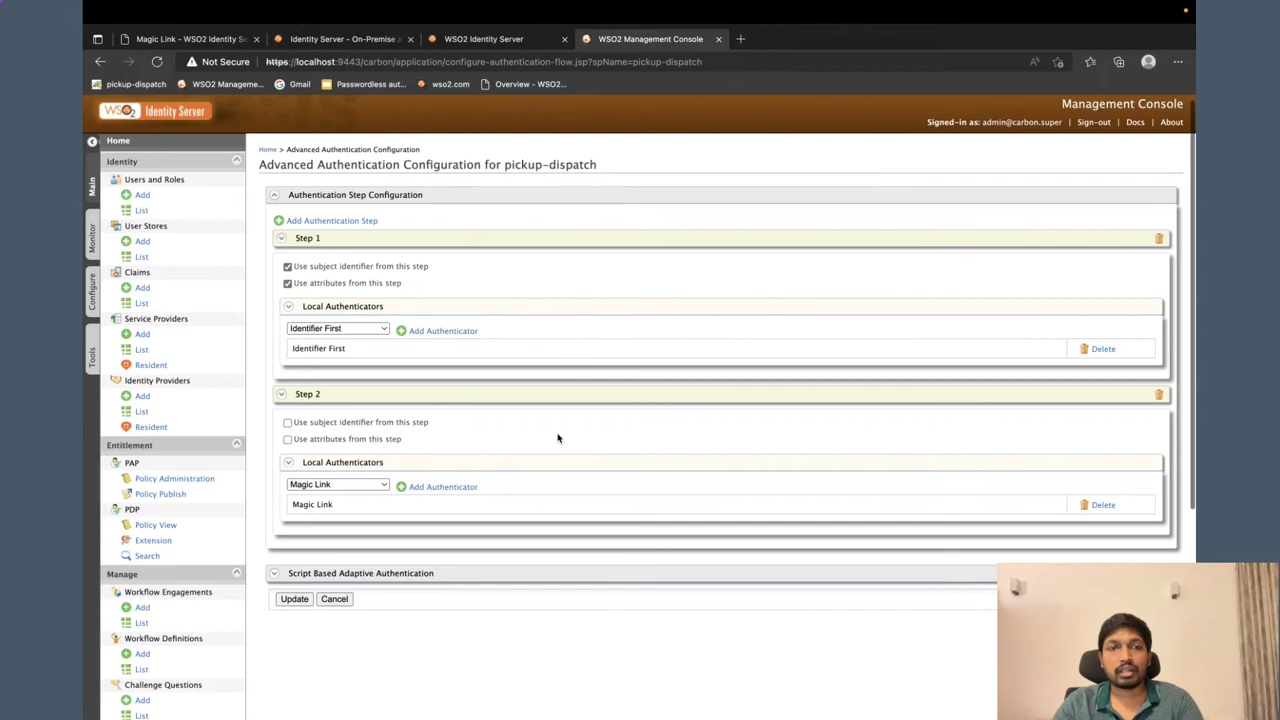 Magic Link - WSO2 Identity Se
Identity Server - On-Premise a
WSO2 Identity Server
WSO2 Management Console
Not Secure
https://localhost:9443/carbon/application/configure-authentication-flow.jsp?spName=pickup-dispatch
pickup-dispatch
WSO2 Manageme...
Gmail
Passwordless aut...
wso2.com
Overview - WSO2...
WSO2 Identity Server
Management Console
Signed-in as: admin@carbon.super
Sign-out
Docs
About
Main
Monitor
Configure
Tools
Home
Identity
Users and Roles
Add
List
User Stores
Add
List
Claims
Add
List
Service Providers
Add
List
Resident
Identity Providers
Add
List
Resident
Entitlement
PAP
Policy Administration
Policy Publish
PDP
Policy View
Extension
Search
Manage
Workflow Engagements
Add
List
Workflow Definitions
Add
List
Challenge Questions
Add
List
Home > Advanced Authentication Configuration
Advanced Authentication Configuration for pickup-dispatch
Authentication Step Configuration
Add Authentication Step
Step 1
Use subject identifier from this step
Use attributes from this step
Local Authenticators
Identifier First
Add Authenticator
Identifier First
Delete
Step 2
Use subject identifier from this step
Use attributes from this step
Local Authenticators
Magic Link
Add Authenticator
Magic Link
Delete
Script Based Adaptive Authentication
Update
Cancel